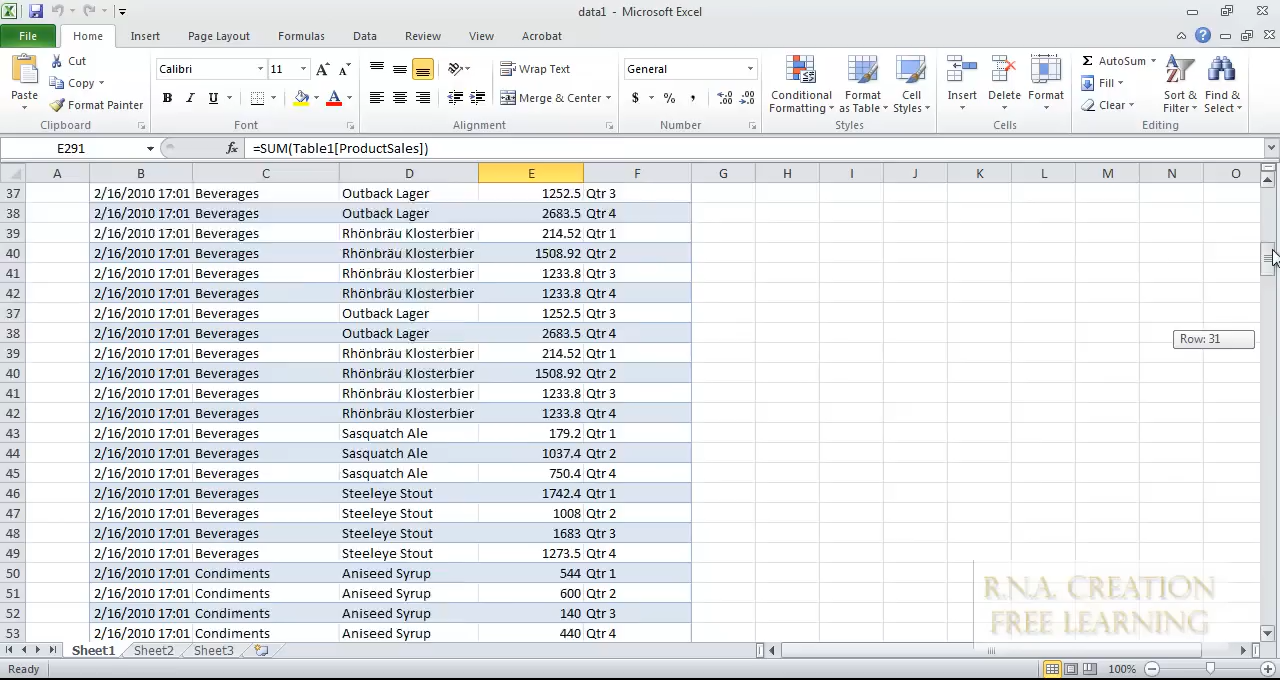 data1 - Microsoft Excel
File Home Insert Page Layout Formulas Data Review View Acrobat
Paste
Cut
Copy
Format Painter
Clipboard
Calibri 11
B I U
Font
Wrap Text
Merge & Center
Alignment
General
$ % ,
Number
Conditional Formatting
Format as Table
Cell Styles
Styles
Insert
Delete
Format
Cells
Σ AutoSum
Fill
Clear
Sort & Filter
Find & Select
Editing
E291 fx =SUM(Table1[ProductSales])
A B C D E F G H I J K L M N O
37 2/16/2010 17:01 Beverages Outback Lager 1252.5 Qtr 3
38 2/16/2010 17:01 Beverages Outback Lager 2683.5 Qtr 4
39 2/16/2010 17:01 Beverages Rhönbräu Klosterbier 214.52 Qtr 1
40 2/16/2010 17:01 Beverages Rhönbräu Klosterbier 1508.92 Qtr 2
41 2/16/2010 17:01 Beverages Rhönbräu Klosterbier 1233.8 Qtr 3
42 2/16/2010 17:01 Beverages Rhönbräu Klosterbier 1233.8 Qtr 4
37 2/16/2010 17:01 Beverages Outback Lager 1252.5 Qtr 3
38 2/16/2010 17:01 Beverages Outback Lager 2683.5 Qtr 4
39 2/16/2010 17:01 Beverages Rhönbräu Klosterbier 214.52 Qtr 1
40 2/16/2010 17:01 Beverages Rhönbräu Klosterbier 1508.92 Qtr 2
41 2/16/2010 17:01 Beverages Rhönbräu Klosterbier 1233.8 Qtr 3
42 2/16/2010 17:01 Beverages Rhönbräu Klosterbier 1233.8 Qtr 4
43 2/16/2010 17:01 Beverages Sasquatch Ale 179.2 Qtr 1
44 2/16/2010 17:01 Beverages Sasquatch Ale 1037.4 Qtr 2
45 2/16/2010 17:01 Beverages Sasquatch Ale 750.4 Qtr 4
46 2/16/2010 17:01 Beverages Steeleye Stout 1742.4 Qtr 1
47 2/16/2010 17:01 Beverages Steeleye Stout 1008 Qtr 2
48 2/16/2010 17:01 Beverages Steeleye Stout 1683 Qtr 3
49 2/16/2010 17:01 Beverages Steeleye Stout 1273.5 Qtr 4
50 2/16/2010 17:01 Condiments Aniseed Syrup 544 Qtr 1
51 2/16/2010 17:01 Condiments Aniseed Syrup 600 Qtr 2
52 2/16/2010 17:01 Condiments Aniseed Syrup 140 Qtr 3
53 2/16/2010 17:01 Condiments Aniseed Syrup 440 Qtr 4
Row: 31
R.N.A. CREATION
FREE LEARNING
Sheet1 Sheet2 Sheet3
Ready 100%